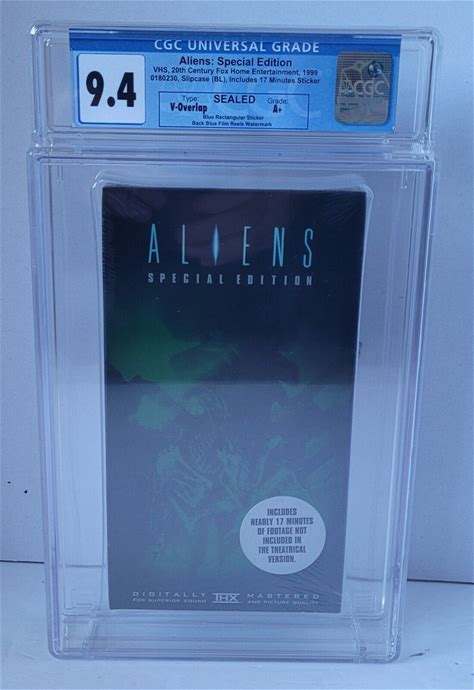 CGC UNIVERSAL GRADE
9.4
Aliens: Special Edition
VHS, 20th Century Fox Home Entertainment, 1999
0180230, Slipcase (BL), Includes 17 Minutes Sticker
Type: SEALED Grade:
V-Overlap A+
Blue Rectangular Sticker
Back Blue Film Reels Watermark
CGC
ALIENS
SPECIAL EDITION
INCLUDES
NEARLY 17 MINUTES
OF FOOTAGE NOT
INCLUDED IN
THE THEATRICAL
VERSION.
DIGITALLY THX MASTERED
FOR SUPERIOR SOUND AND PICTURE QUALITY